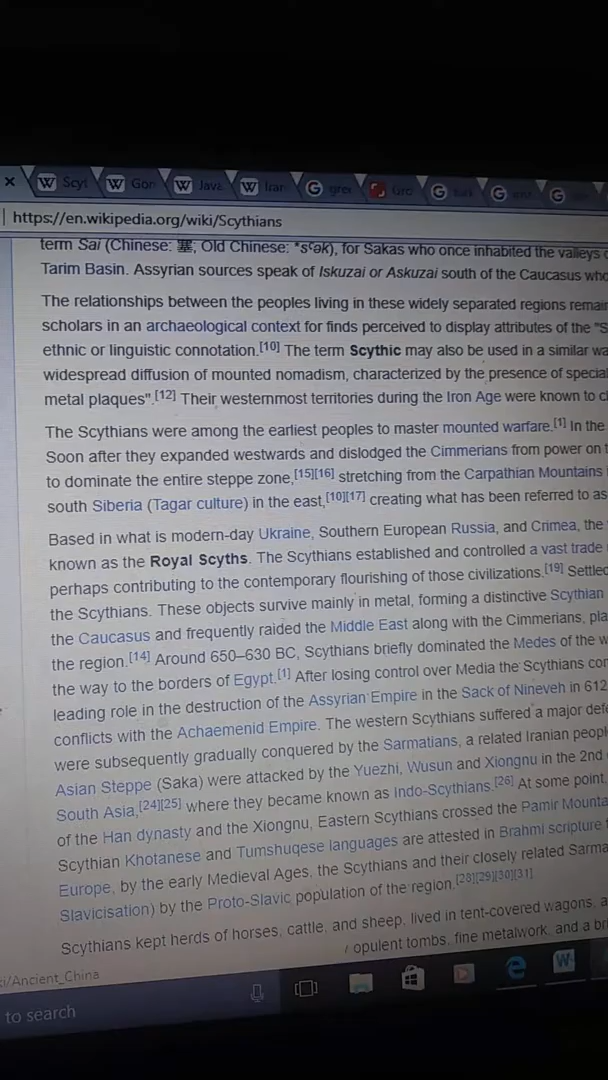 Scyt
Gor
Java
Iran
gree
Gro
https://en.wikipedia.org/wiki/Scythians
term Sai (Chinese: 塞; Old Chinese: *sˤək), for Sakas who once inhabited the valleys
Tarim Basin. Assyrian sources speak of Iskuzai or Askuzai south of the Caucasus who
The relationships between the peoples living in these widely separated regions remai
scholars in an archaeological context for finds perceived to display attributes of the "S
ethnic or linguistic connotation.[10] The term Scythic may also be used in a similar wa
widespread diffusion of mounted nomadism, characterized by the presence of special
metal plaques".[12] Their westernmost territories during the Iron Age were known to cl
The Scythians were among the earliest peoples to master mounted warfare.[1] In the
Soon after they expanded westwards and dislodged the Cimmerians from power on t
to dominate the entire steppe zone,[15][16] stretching from the Carpathian Mountains
south Siberia (Tagar culture) in the east,[10][17] creating what has been referred to as
Based in what is modern-day Ukraine, Southern European Russia, and Crimea, the
known as the Royal Scyths. The Scythians established and controlled a vast trade
perhaps contributing to the contemporary flourishing of those civilizations.[19] Settled
the Scythians. These objects survive mainly in metal, forming a distinctive Scythian
the Caucasus and frequently raided the Middle East along with the Cimmerians, pla
the region.[14] Around 650–630 BC, Scythians briefly dominated the Medes of the w
the way to the borders of Egypt.[1] After losing control over Media the Scythians con
leading role in the destruction of the Assyrian Empire in the Sack of Nineveh in 612
conflicts with the Achaemenid Empire. The western Scythians suffered a major defe
were subsequently gradually conquered by the Sarmatians, a related Iranian peopl
Asian Steppe (Saka) were attacked by the Yuezhi, Wusun and Xiongnu in the 2nd
South Asia,[24][25] where they became known as Indo-Scythians.[26] At some point,
of the Han dynasty and the Xiongnu, Eastern Scythians crossed the Pamir Mounta
Scythian Khotanese and Tumshuqese languages are attested in Brahmi scripture
Europe, by the early Medieval Ages, the Scythians and their closely related Sarma
Slavicisation) by the Proto-Slavic population of the region.[28][29][30][31]
Scythians kept herds of horses, cattle, and sheep, lived in tent-covered wagons, a
opulent tombs, fine metalwork, and a bri
ki/Ancient_China
to search